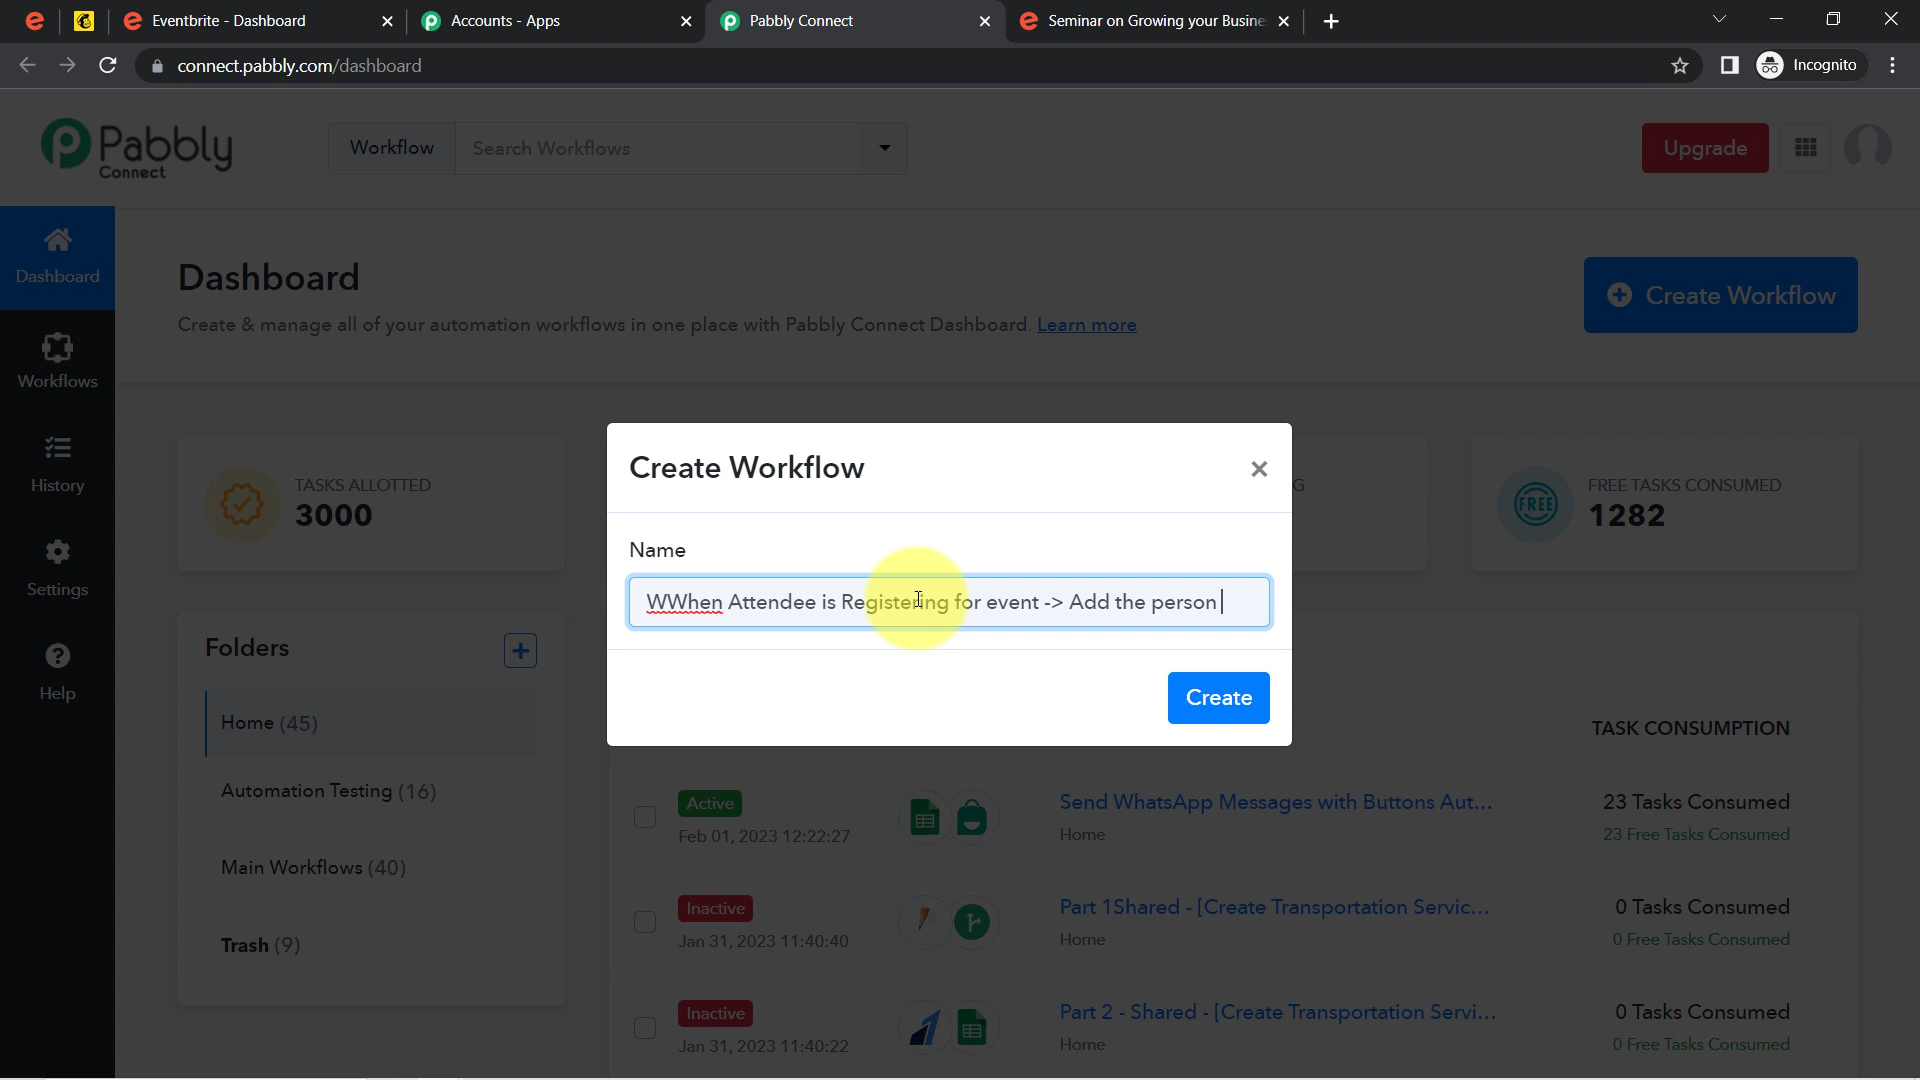 Eventbrite - Dashboard
Accounts - Apps
Pabbly Connect
Seminar on Growing your Busine
connect.pabbly.com/dashboard
Incognito
Pabbly
Connect
Workflow
Search Workflows
Upgrade
Dashboard
Workflows
History
Settings
Help
Dashboard
Create & manage all of your automation workflows in one place with Pabbly Connect Dashboard. Learn more
Create Workflow
TASKS ALLOTTED
3000
G
FREE
FREE TASKS CONSUMED
1282
Create Workflow
Name
WWhen Attendee is Registering for event -> Add the person
Create
Folders
Home (45)
Automation Testing (16)
Main Workflows (40)
Trash (9)
TASK CONSUMPTION
Active
Feb 01, 2023 12:22:27
Send WhatsApp Messages with Buttons Aut...
Home
23 Tasks Consumed
23 Free Tasks Consumed
Inactive
Jan 31, 2023 11:40:40
Part 1Shared - [Create Transportation Servic...
Home
0 Tasks Consumed
0 Free Tasks Consumed
Inactive
Jan 31, 2023 11:40:22
Part 2 - Shared - [Create Transportation Servi...
Home
0 Tasks Consumed
0 Free Tasks Consumed